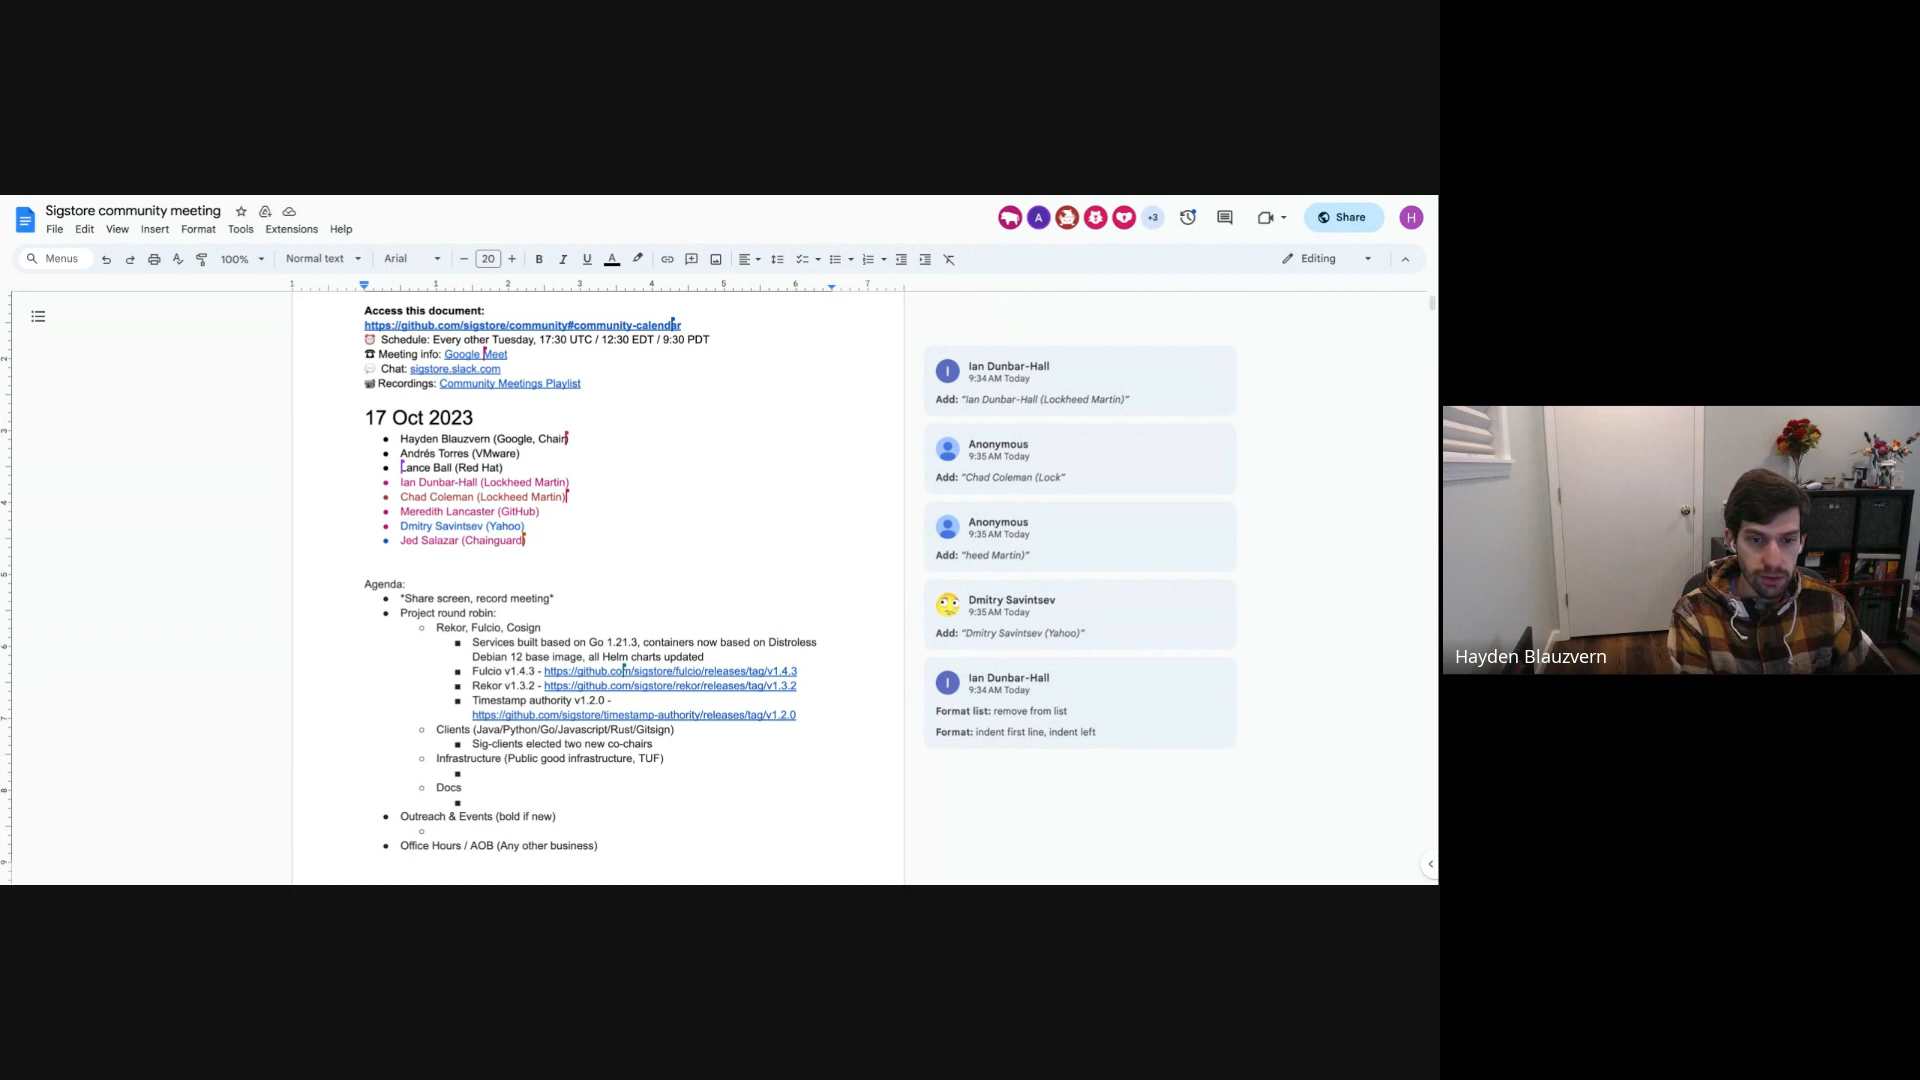 Sigstore community meeting
File Edit View Insert Format Tools Extensions Help
A
+3
Share
H
Menus
100%
Normal text
Arial
20
B I U A
Editing
1 1 2 3 4 5 6 7
Access this document:
https://github.com/sigstore/community#community-calendar
Schedule: Every other Tuesday, 17:30 UTC / 12:30 EDT / 9:30 PDT
Meeting info: Google Meet
Chat: sigstore.slack.com
Recordings: Community Meetings Playlist
17 Oct 2023
Hayden Blauzvern (Google, Chair)
Andrés Torres (VMware)
Lance Ball (Red Hat)
Ian Dunbar-Hall (Lockheed Martin)
Chad Coleman (Lockheed Martin)
Meredith Lancaster (GitHub)
Dmitry Savintsev (Yahoo)
Jed Salazar (Chainguard)
Agenda:
*Share screen, record meeting*
Project round robin:
Rekor, Fulcio, Cosign
Services built based on Go 1.21.3, containers now based on Distroless
Debian 12 base image, all Helm charts updated
Fulcio v1.4.3 - https://github.com/sigstore/fulcio/releases/tag/v1.4.3
Rekor v1.3.2 - https://github.com/sigstore/rekor/releases/tag/v1.3.2
Timestamp authority v1.2.0 -
https://github.com/sigstore/timestamp-authority/releases/tag/v1.2.0
Clients (Java/Python/Go/Javascript/Rust/Gitsign)
Sig-clients elected two new co-chairs
Infrastructure (Public good infrastructure, TUF)
Docs
Outreach & Events (bold if new)
Office Hours / AOB (Any other business)
I
Ian Dunbar-Hall
9:34 AM Today
Add: “Ian Dunbar-Hall (Lockheed Martin)”
Anonymous
9:35 AM Today
Add: “Chad Coleman (Lock”
Anonymous
9:35 AM Today
Add: “heed Martin)”
Dmitry Savintsev
9:35 AM Today
Add: “Dmitry Savintsev (Yahoo)”
I
Ian Dunbar-Hall
9:34 AM Today
Format list: remove from list
Format: indent first line, indent left
Hayden Blauzvern